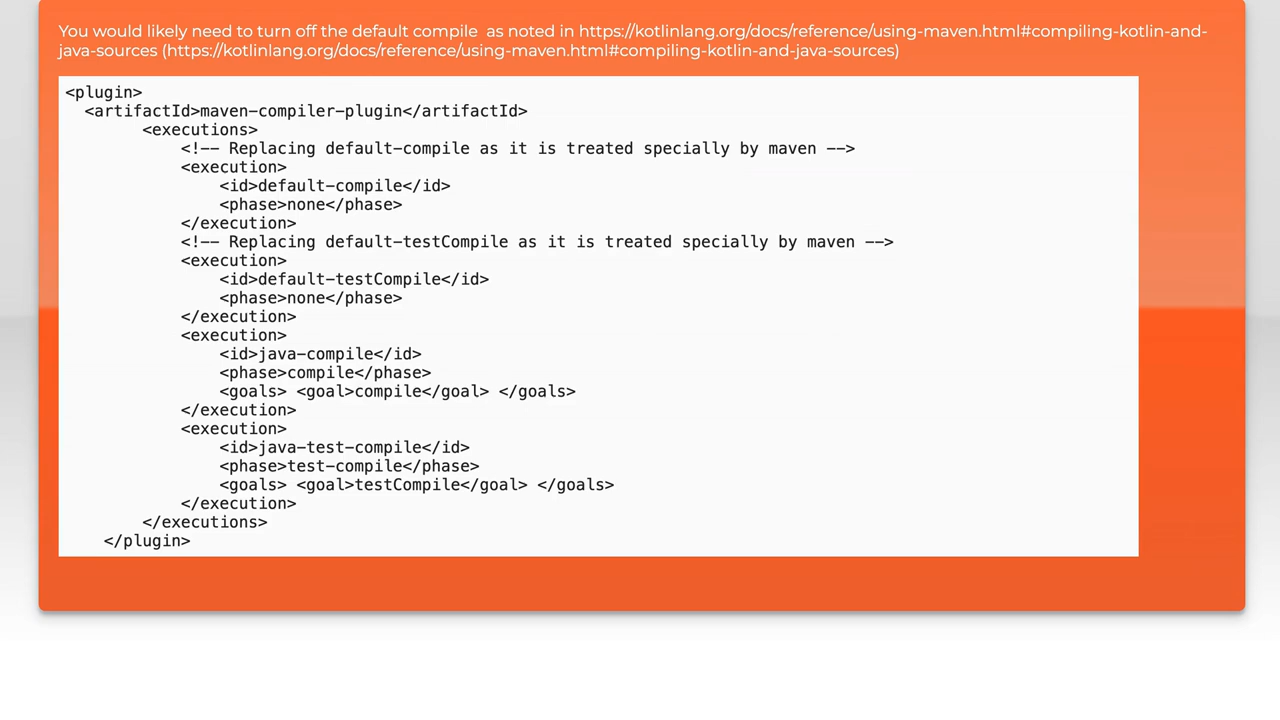 You would likely need to turn off the default compile  as noted in https://kotlinlang.org/docs/reference/using-maven.html#compiling-kotlin-and-
java-sources (https://kotlinlang.org/docs/reference/using-maven.html#compiling-kotlin-and-java-sources)
<plugin>
  <artifactId>maven-compiler-plugin</artifactId>
        <executions>
            <!-- Replacing default-compile as it is treated specially by maven -->
            <execution>
                <id>default-compile</id>
                <phase>none</phase>
            </execution>
            <!-- Replacing default-testCompile as it is treated specially by maven -->
            <execution>
                <id>default-testCompile</id>
                <phase>none</phase>
            </execution>
            <execution>
                <id>java-compile</id>
                <phase>compile</phase>
                <goals> <goal>compile</goal> </goals>
            </execution>
            <execution>
                <id>java-test-compile</id>
                <phase>test-compile</phase>
                <goals> <goal>testCompile</goal> </goals>
            </execution>
        </executions>
    </plugin>